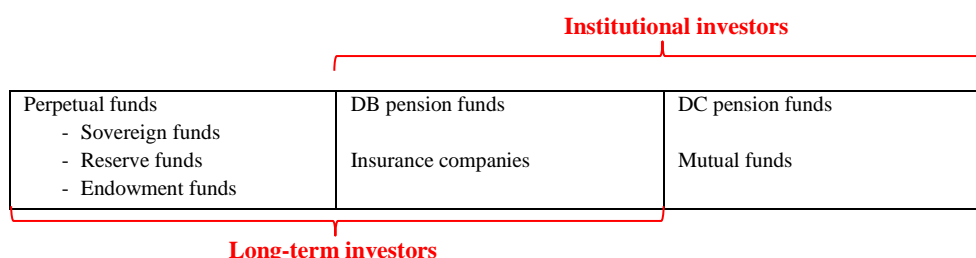 Institutional investors
Perpetual funds
- Sovereign funds
- Reserve funds
- Endowment funds
DB pension funds
Insurance companies
DC pension funds
Mutual funds
Long-term investors